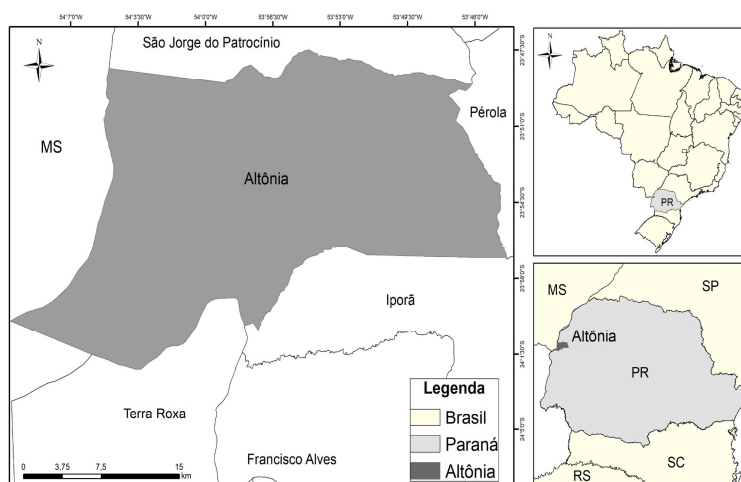 54°7'0"W 54°3'30"W 54°0'0"W 53°56'30"W 53°53'0"W 53°49'30"W 53°46'0"W
N
São Jorge do Patrocínio
MS
Pérola
Altônia
Iporã
Terra Roxa
Francisco Alves
23°47'30"S
23°51'0"S
23°54'30"S
23°58'0"S
24°1'30"S
24°5'0"S
0 3,75 7,5 15
km
Legenda
Brasil
Paraná
Altônia
N
PR
MS
SP
Altônia
PR
SC
RS